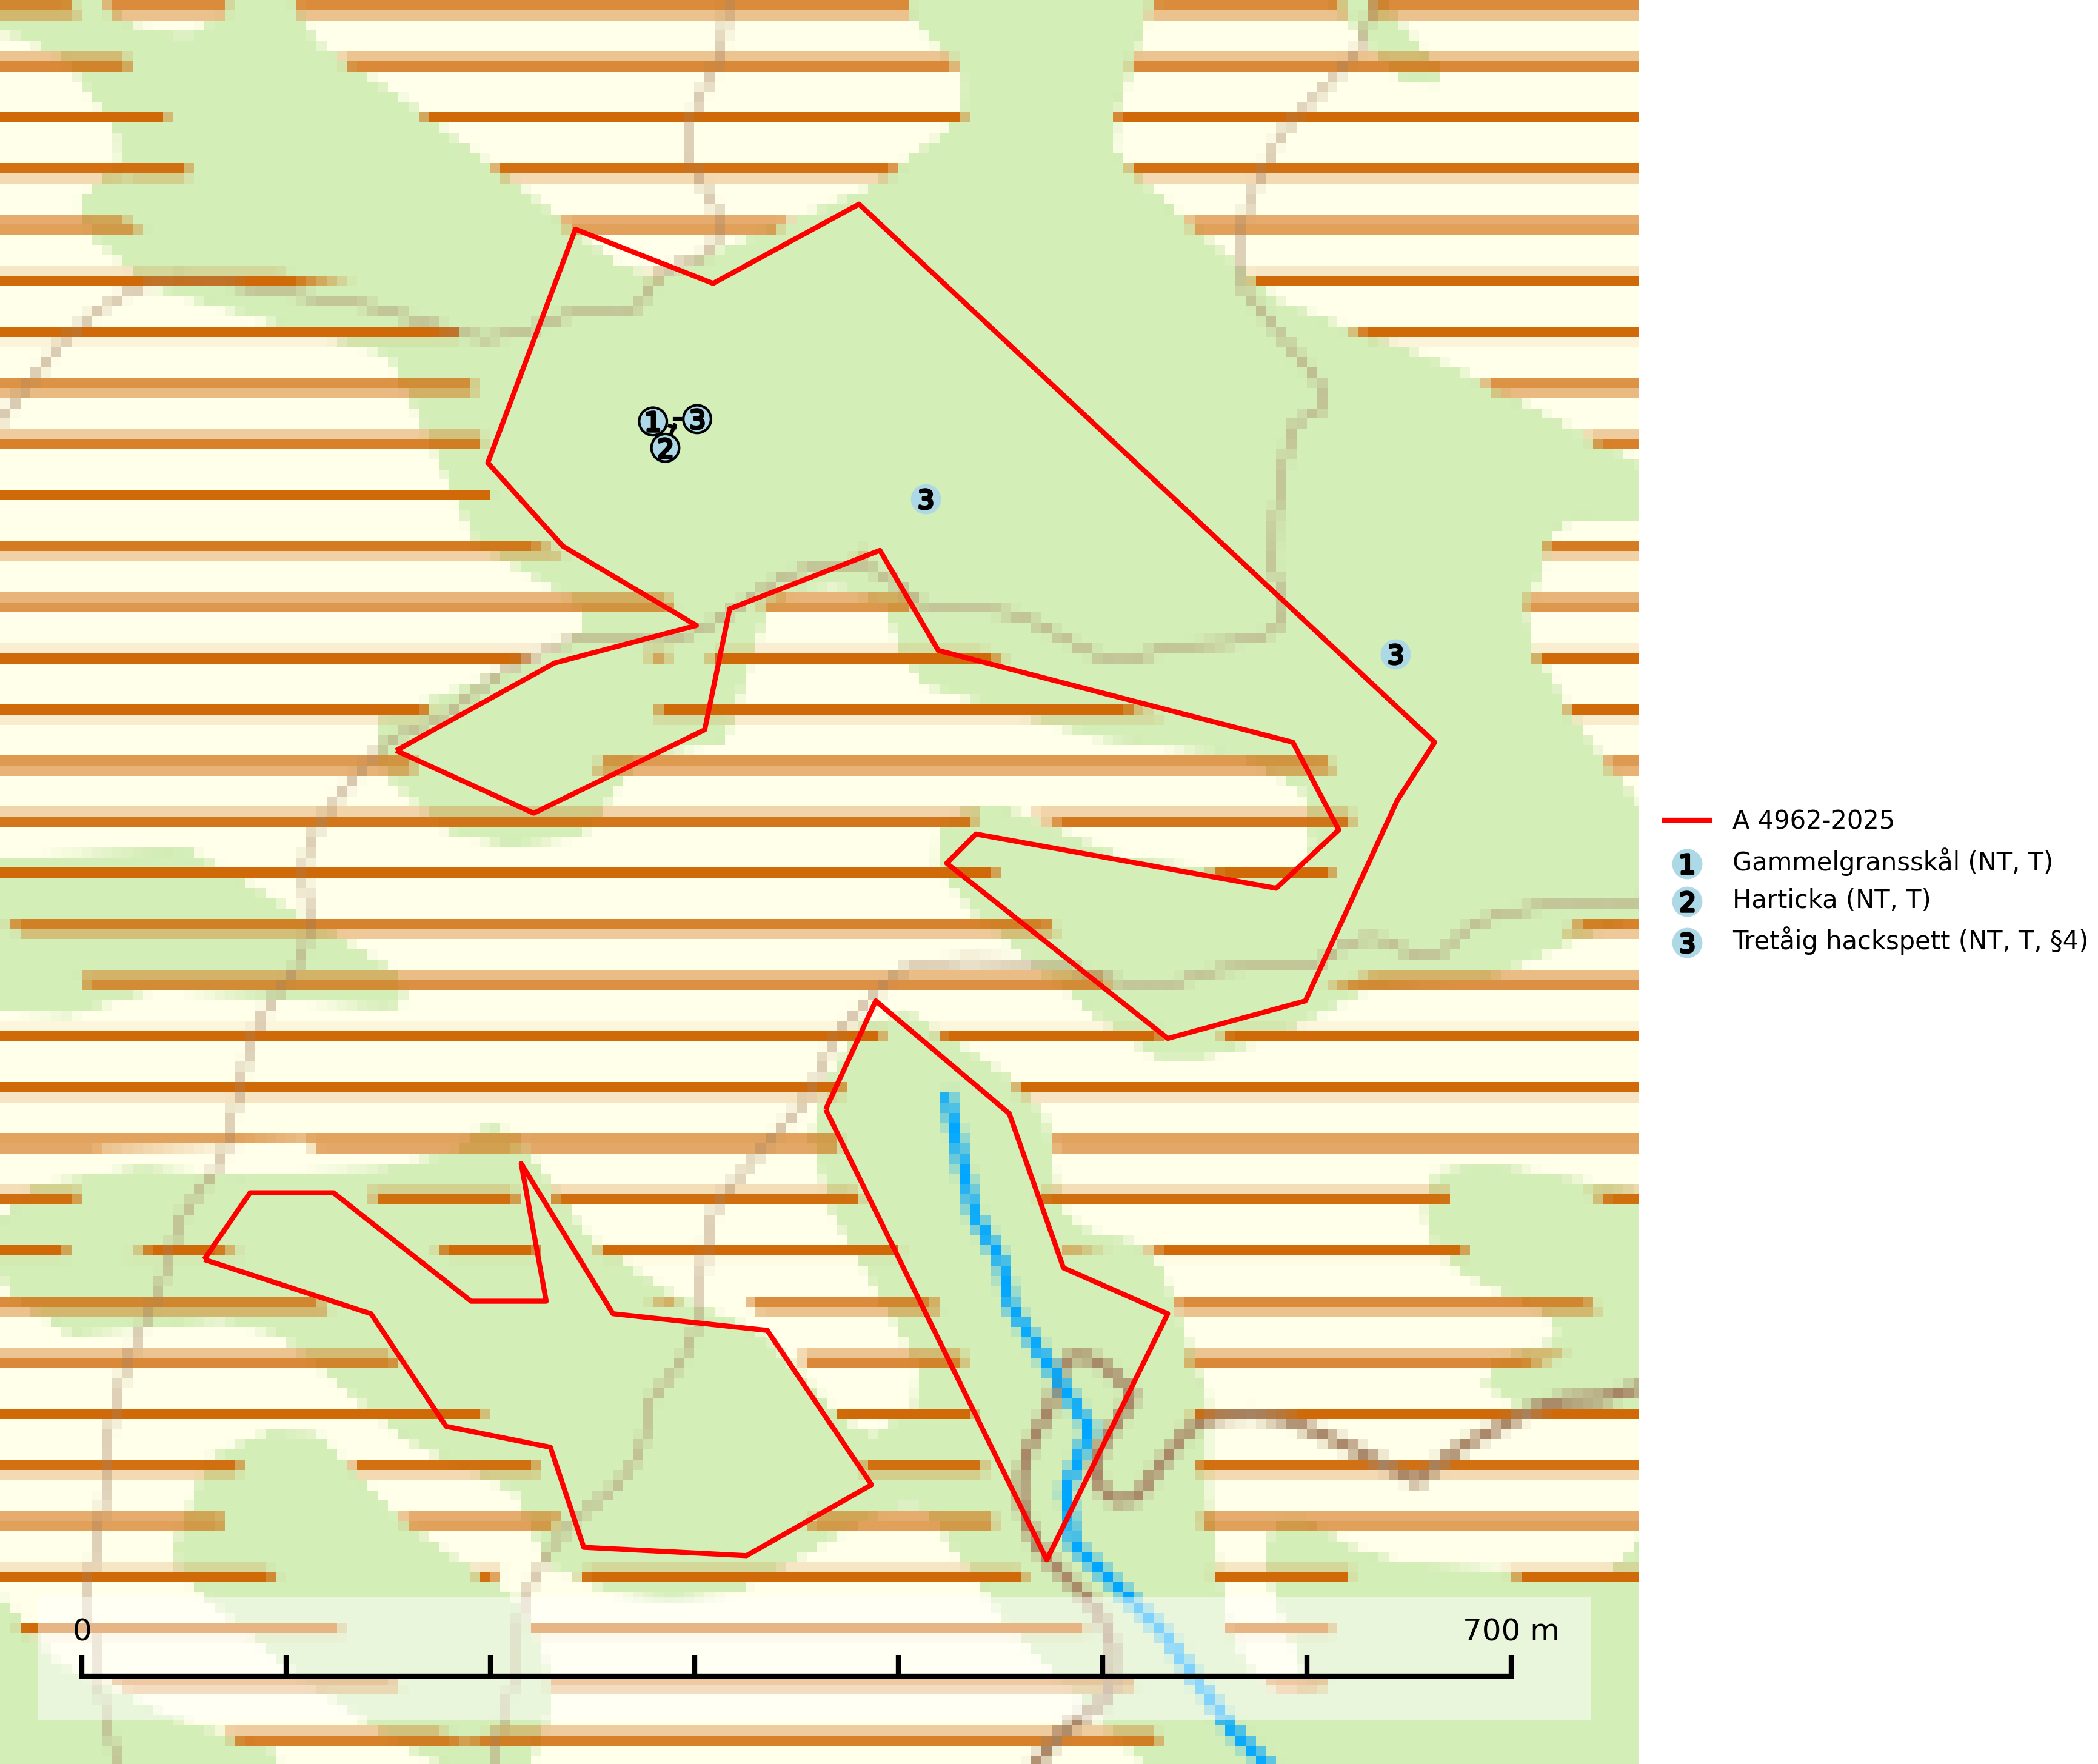 1
3
2
3
3
A 4962-2025
1 Gammelgransskål (NT, T)
2 Harticka (NT, T)
3 Tretåig hackspett (NT, T, §4)
0 700 m